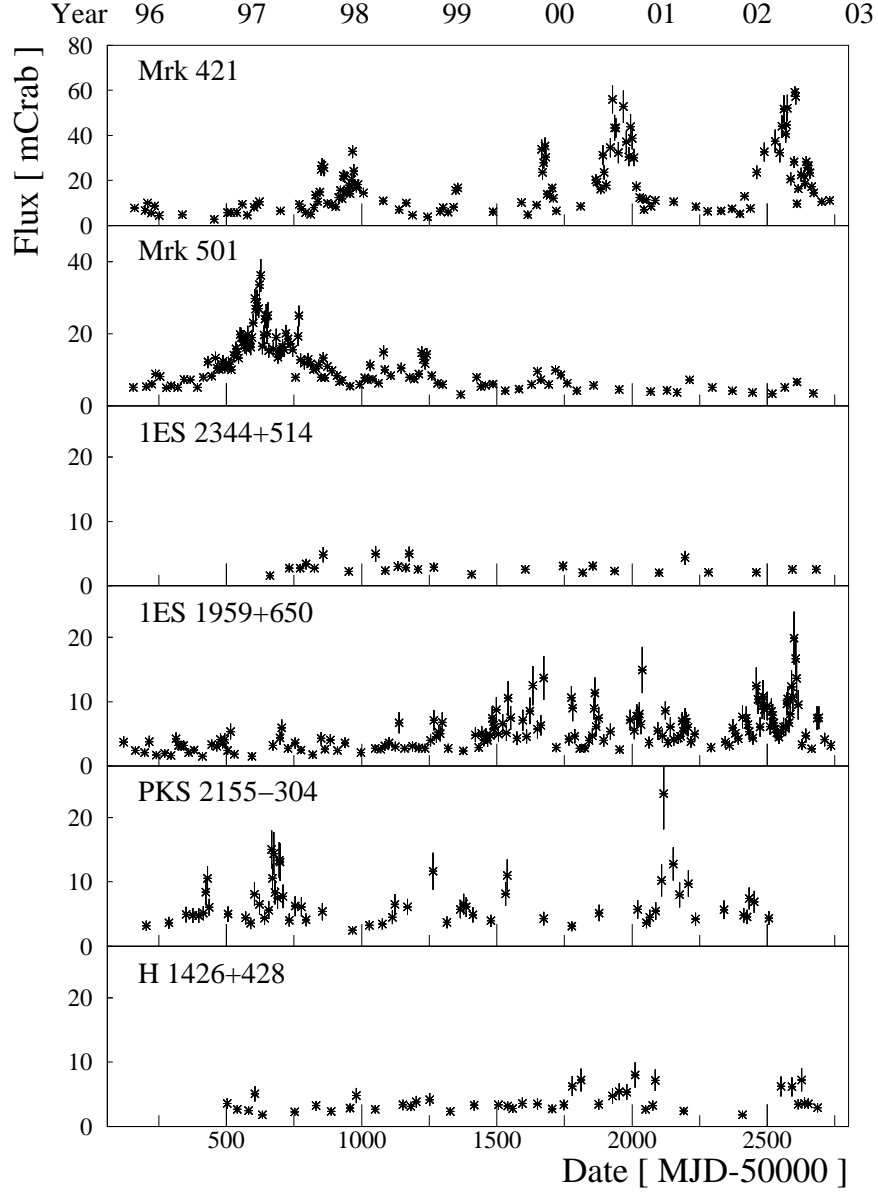 Year 96 97 98 99 00 01 02 03
Flux [ mCrab ]
80
60
40
20
0
Mrk 421
40
20
0
Mrk 501
20
10
0
1ES 2344+514
20
10
0
1ES 1959+650
20
10
0
PKS 2155−304
20
10
0
H 1426+428
500 1000 1500 2000 2500
Date [ MJD-50000 ]